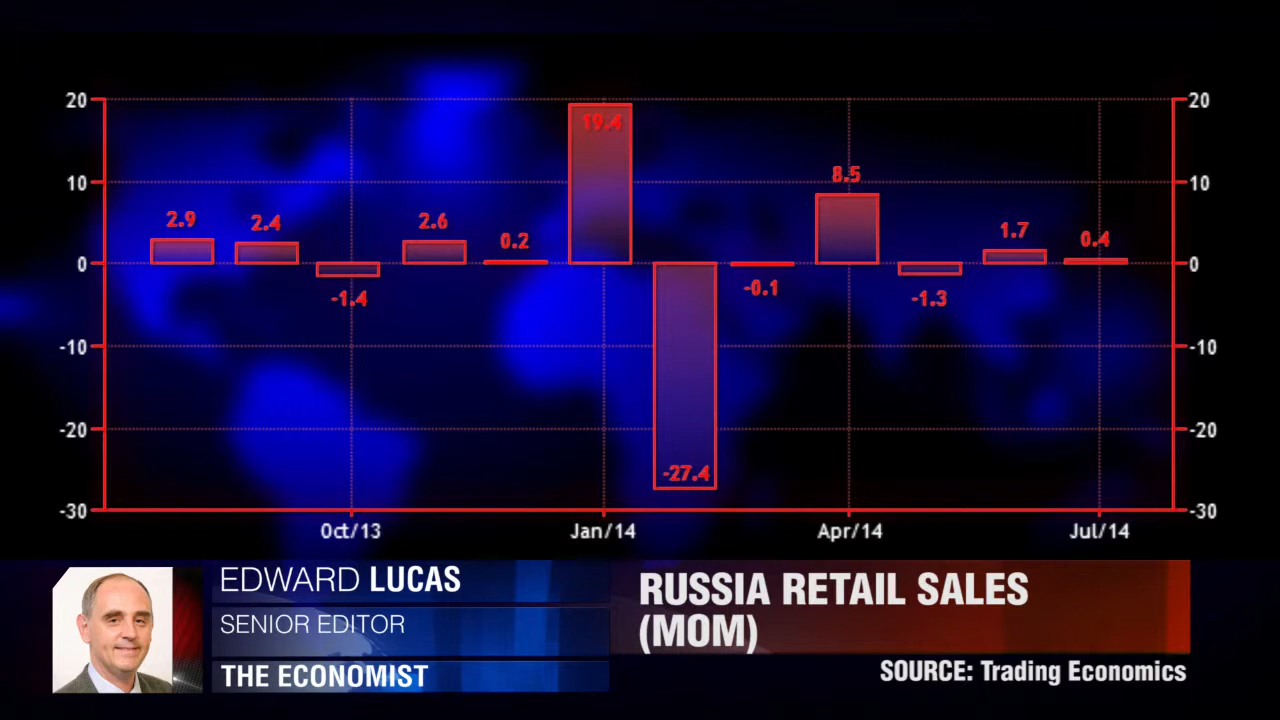 20 20
19.4
10 8.5 10
2.9 2.4 2.6 0.2 1.7 0.4
0 0
-1.4 -0.1 -1.3
-10 -10
-20 -20
-27.4
-30 -30
Oct/13 Jan/14 Apr/14 Jul/14
EDWARD LUCAS
SENIOR EDITOR
THE ECONOMIST
RUSSIA RETAIL SALES
(MOM)
SOURCE: Trading Economics